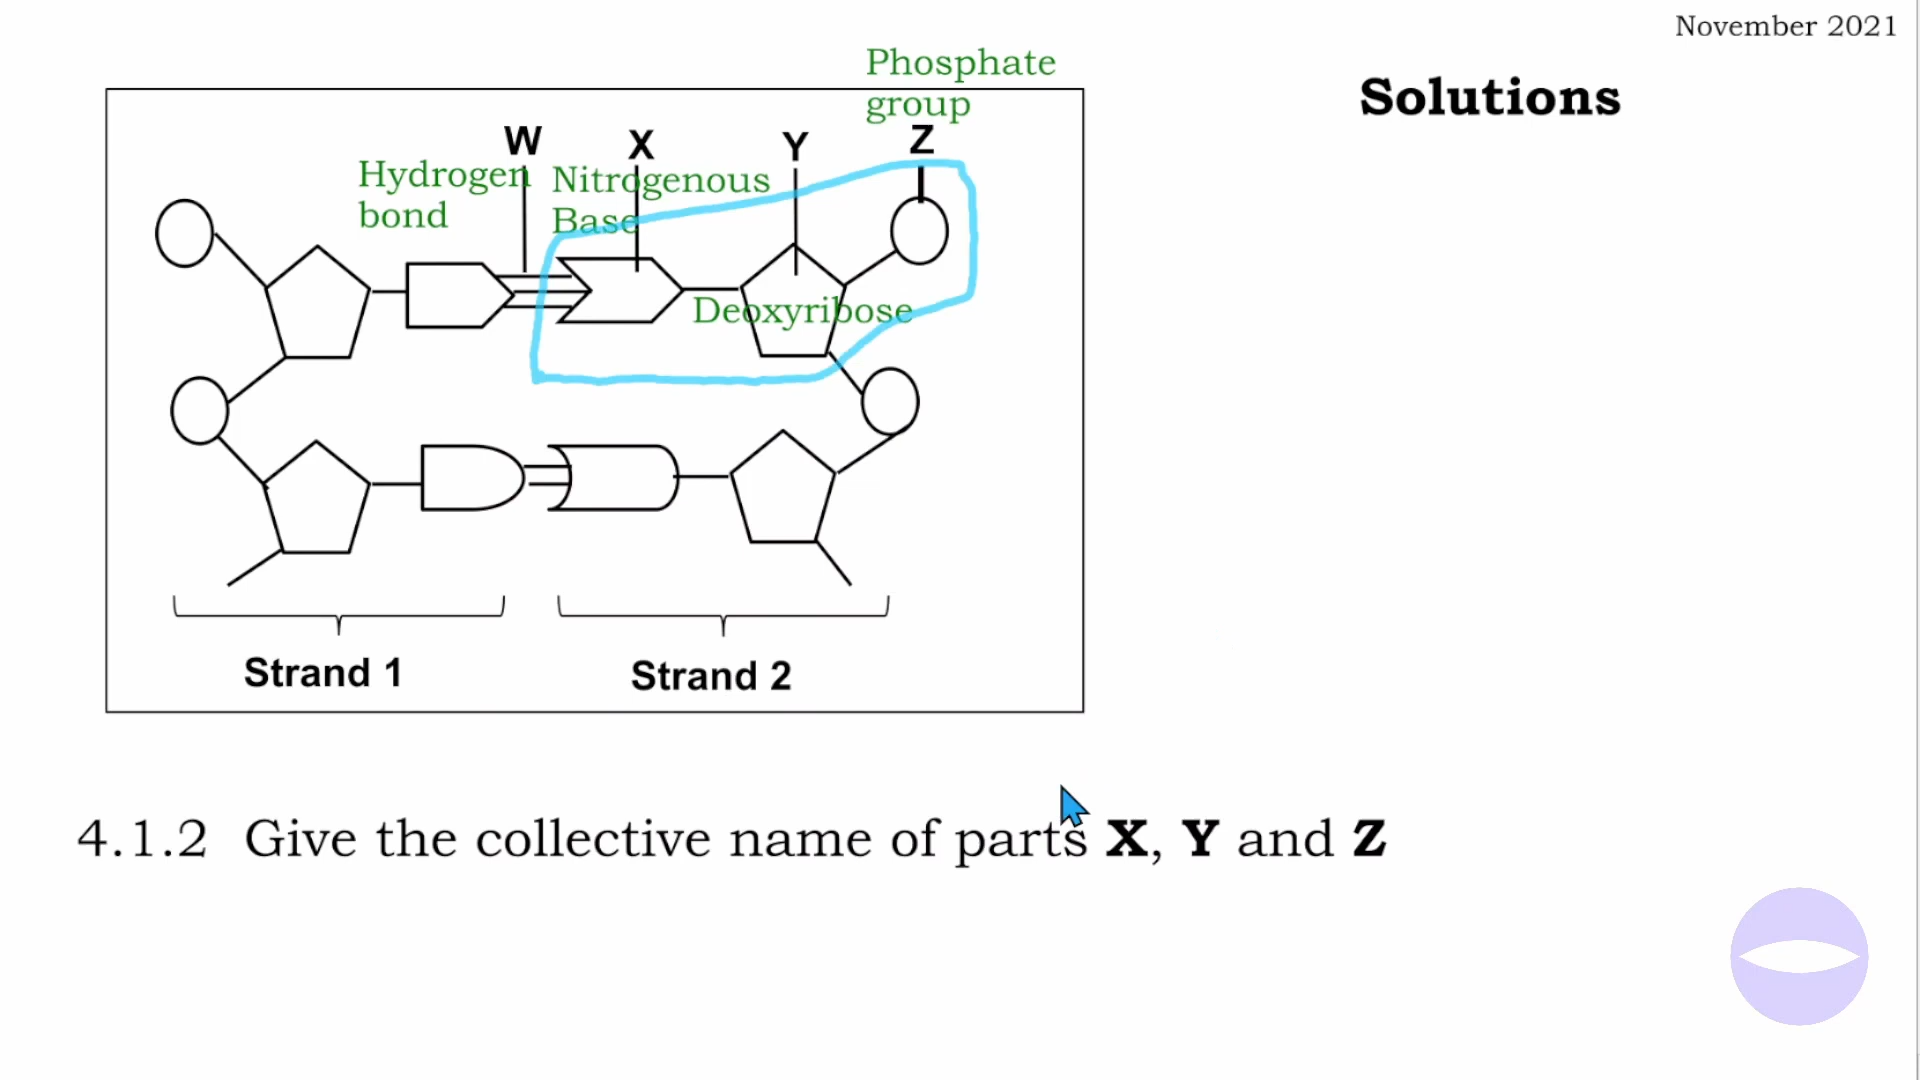 November 2021
Phosphate
group
Solutions
W X Y Z
Hydrogen
bond
Nitrogenous
Base
Deoxyribose
Strand 1 Strand 2
4.1.2 Give the collective name of parts X, Y and Z